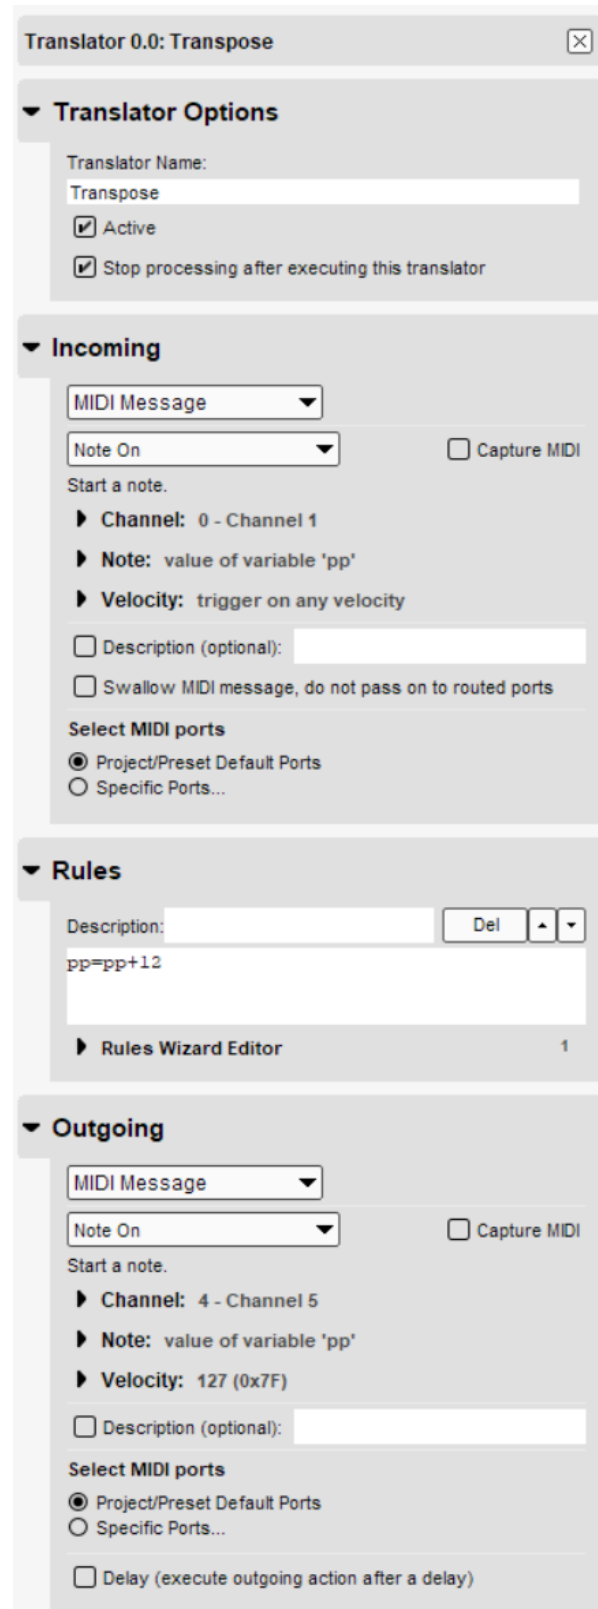 Translator 0.0: Transpose
Translator Options
Translator Name:
Transpose
Active
Stop processing after executing this translator
Incoming
MIDI Message
Note On
Capture MIDI
Start a note.
Channel: 0 - Channel 1
Note: value of variable 'pp'
Velocity: trigger on any velocity
Description (optional):
Swallow MIDI message, do not pass on to routed ports
Select MIDI ports
Project/Preset Default Ports
Specific Ports...
Rules
Description:
Del
pp=pp+12
Rules Wizard Editor 1
Outgoing
MIDI Message
Note On
Capture MIDI
Start a note.
Channel: 4 - Channel 5
Note: value of variable 'pp'
Velocity: 127 (0x7F)
Description (optional):
Select MIDI ports
Project/Preset Default Ports
Specific Ports...
Delay (execute outgoing action after a delay)